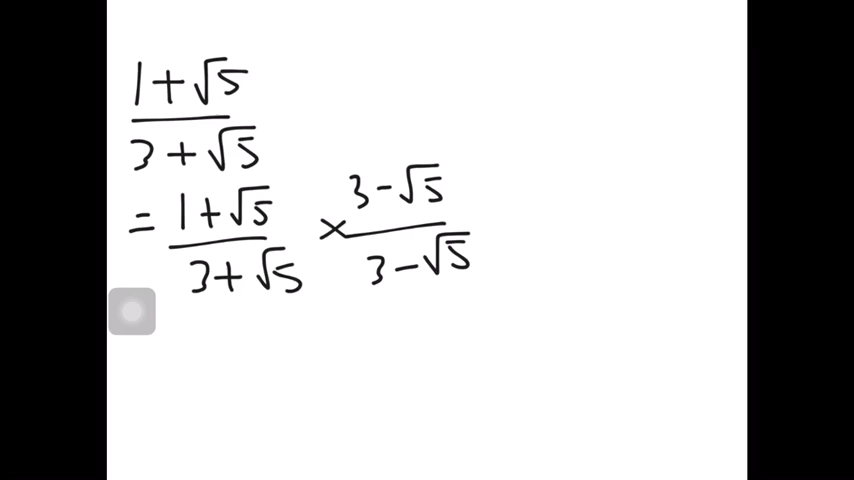 1+√5
3+√5
= 1+√5 × 3-√5
3+√5 3-√5